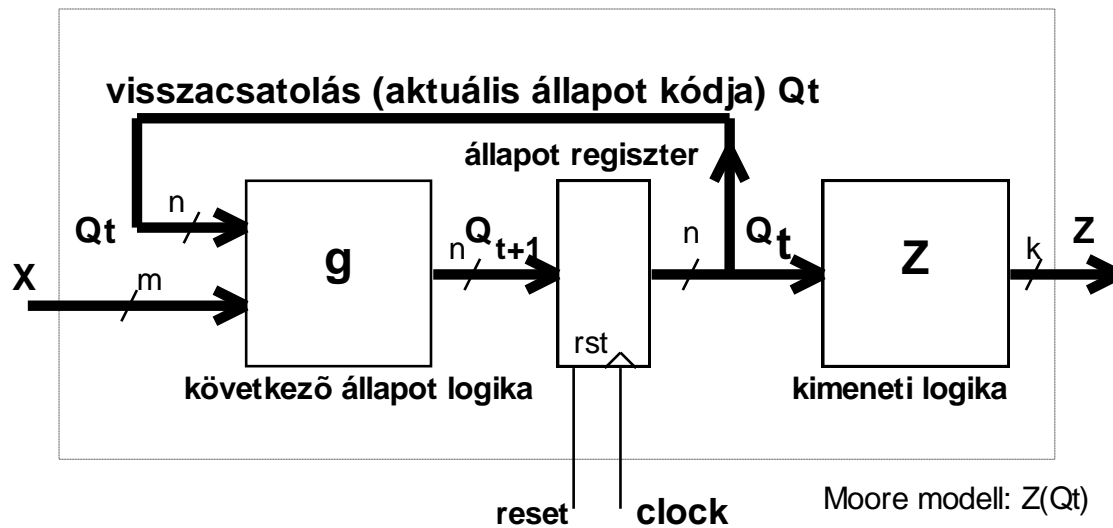 visszacsatolás (aktuális állapot kódja) Qt
állapot regiszter
n
Qt
g
n
Q t+1
n
Q t
Z
k
Z
X
m
rst
következõ állapot logika
kimeneti logika
reset
clock
Moore modell: Z(Qt)